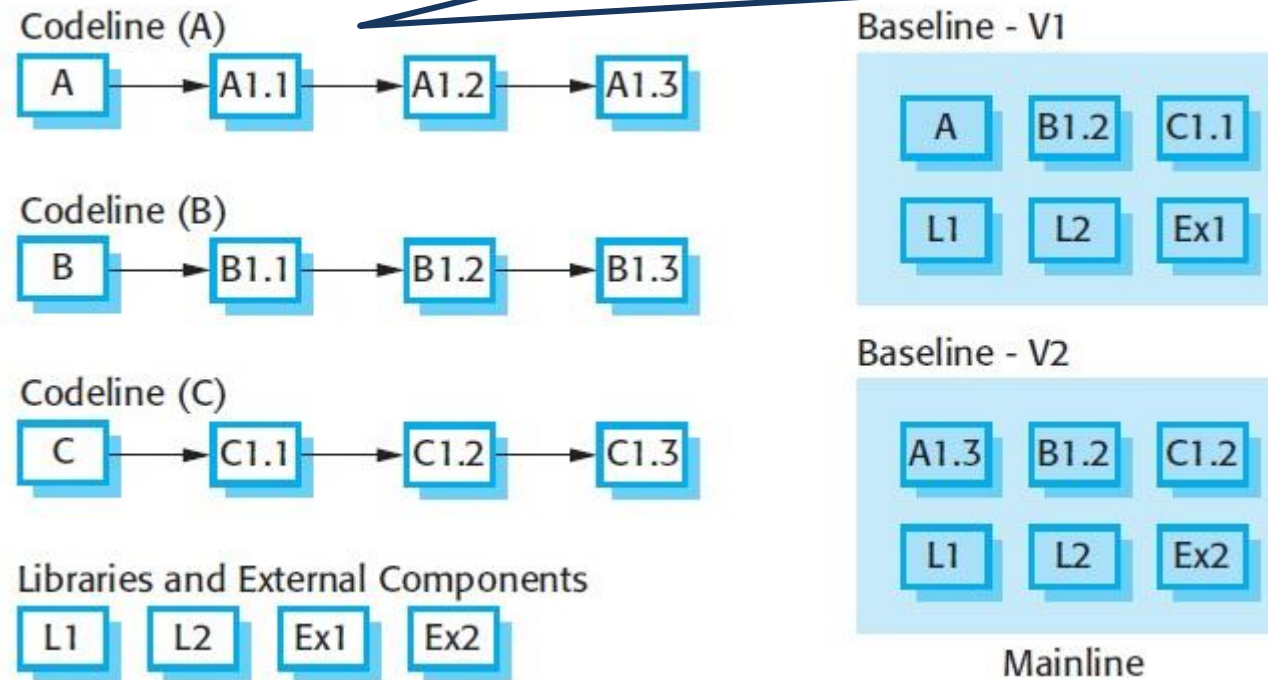 Codeline (A)
A A1.1 A1.2 A1.3
Codeline (B)
B B1.1 B1.2 B1.3
Codeline (C)
C C1.1 C1.2 C1.3
Libraries and External Components
L1 L2 Ex1 Ex2
Baseline - V1
A B1.2 C1.1
L1 L2 Ex1
Baseline - V2
A1.3 B1.2 C1.2
L1 L2 Ex2
Mainline